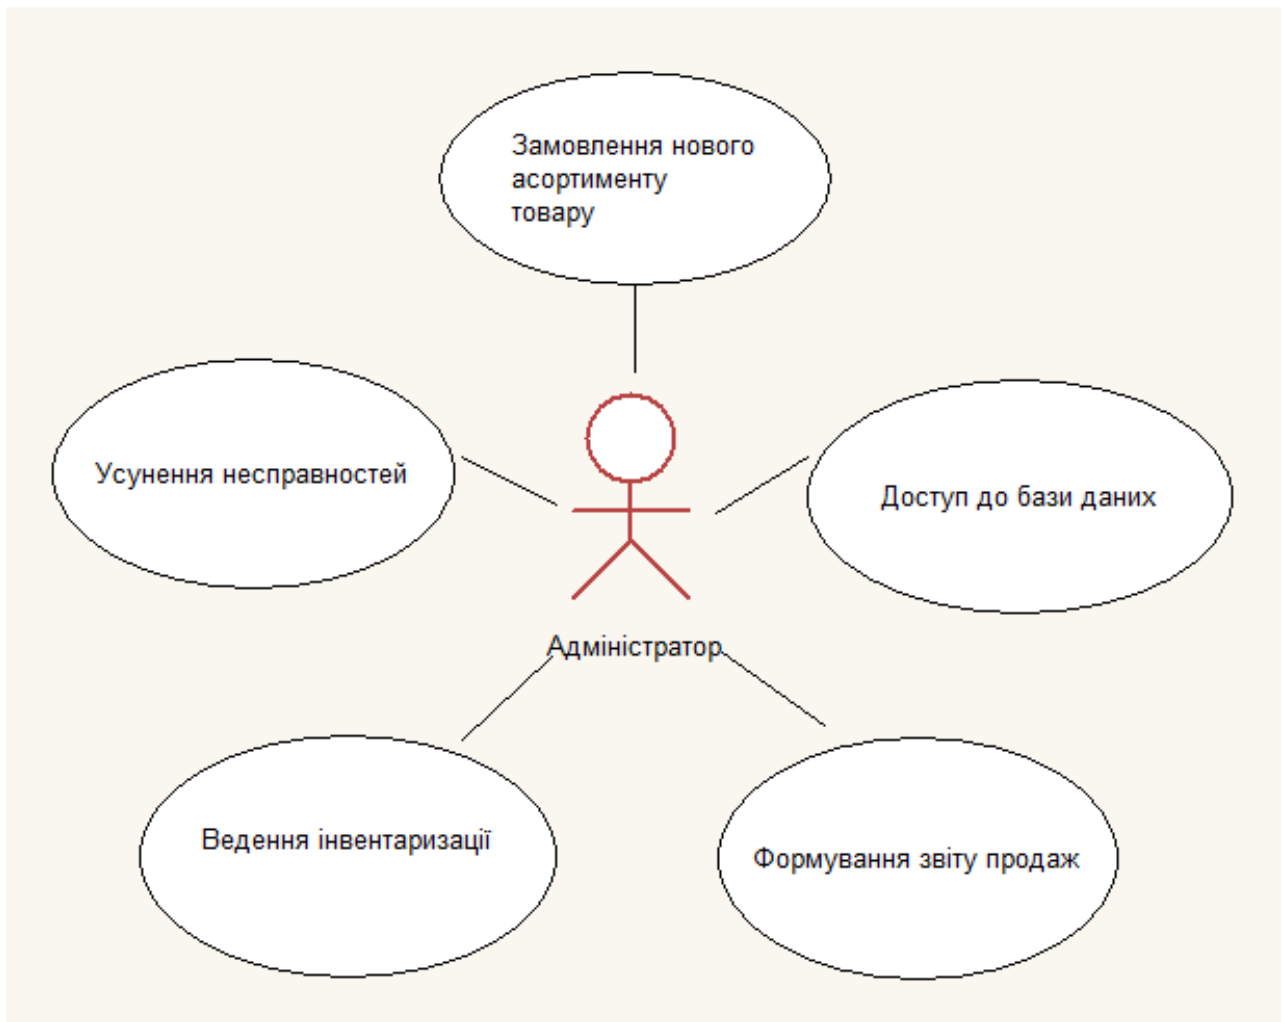 Замовлення нового
асортименту
товару
Усунення несправностей
Доступ до бази даних
Адміністратор
Ведення інвентаризації
Формування звіту продаж